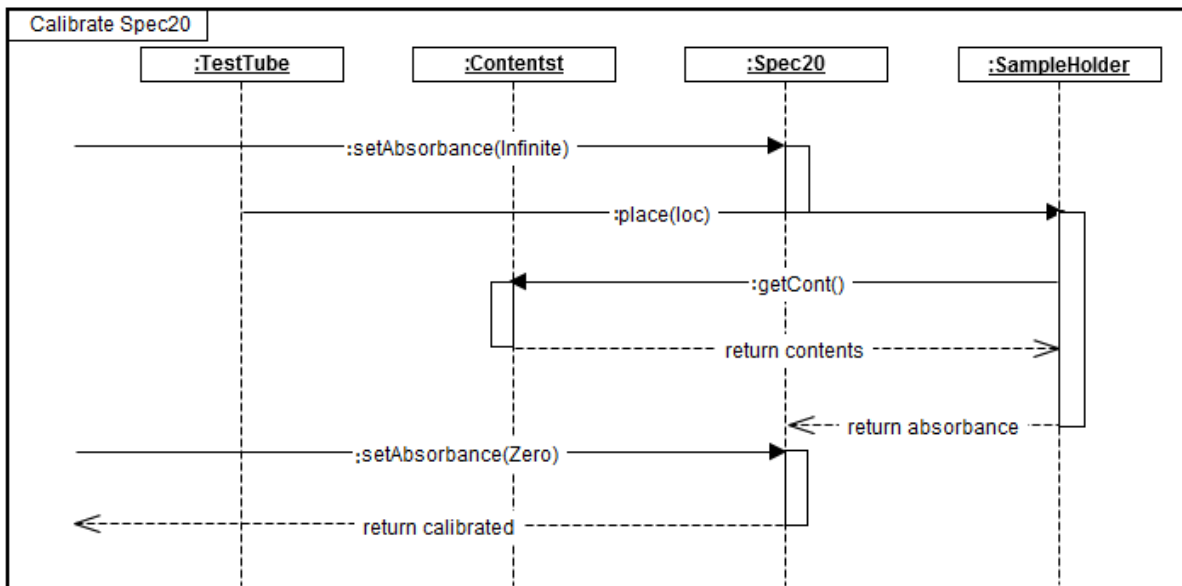 Calibrate Spec20
:TestTube
:Contentst
:Spec20
:SampleHolder
:setAbsorbance(Infinite)
:place(loc)
:getCont()
return contents
return absorbance
:setAbsorbance(Zero)
return calibrated